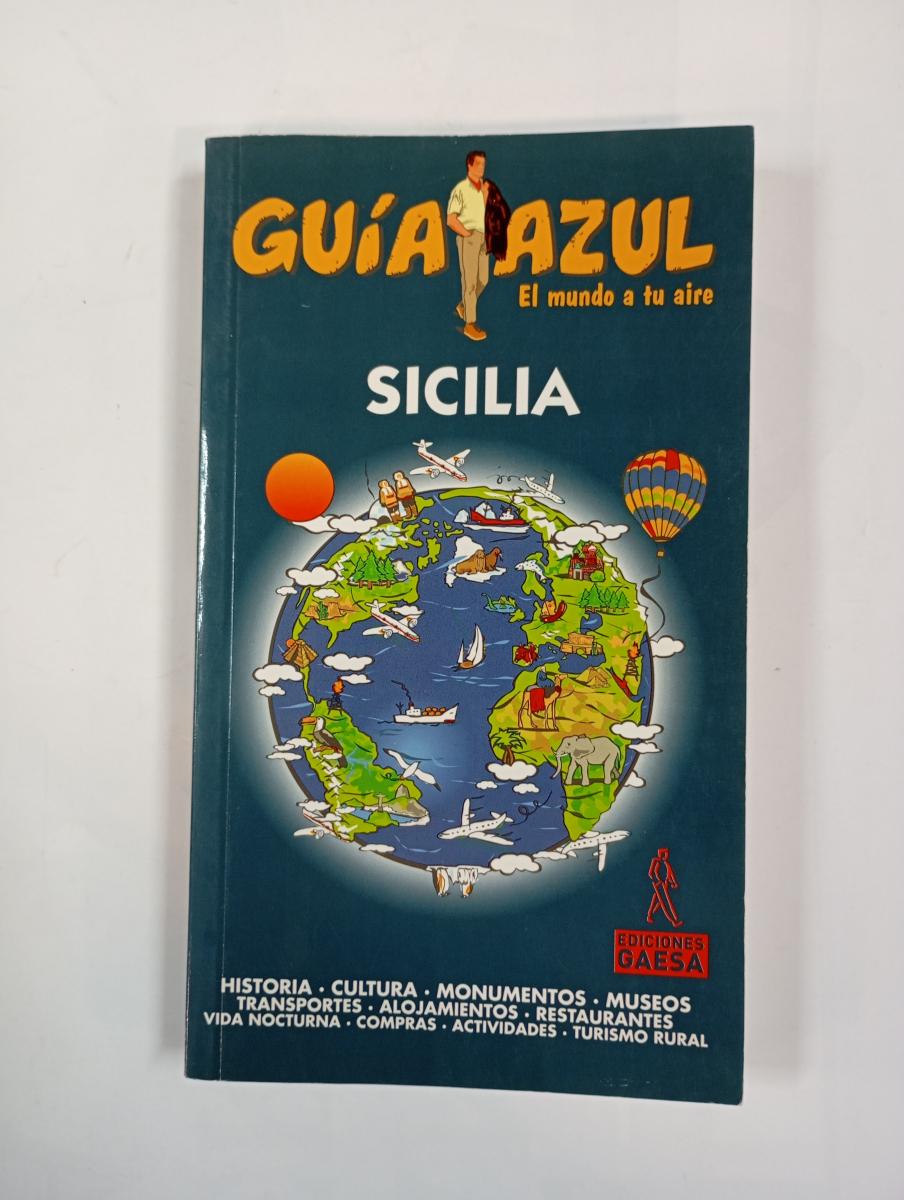 GUÍA AZUL
El mundo a tu aire
SICILIA
EDICIONES
GAESA
HISTORIA · CULTURA · MONUMENTOS · MUSEOS
TRANSPORTES · ALOJAMIENTOS · RESTAURANTES
VIDA NOCTURNA · COMPRAS · ACTIVIDADES · TURISMO RURAL